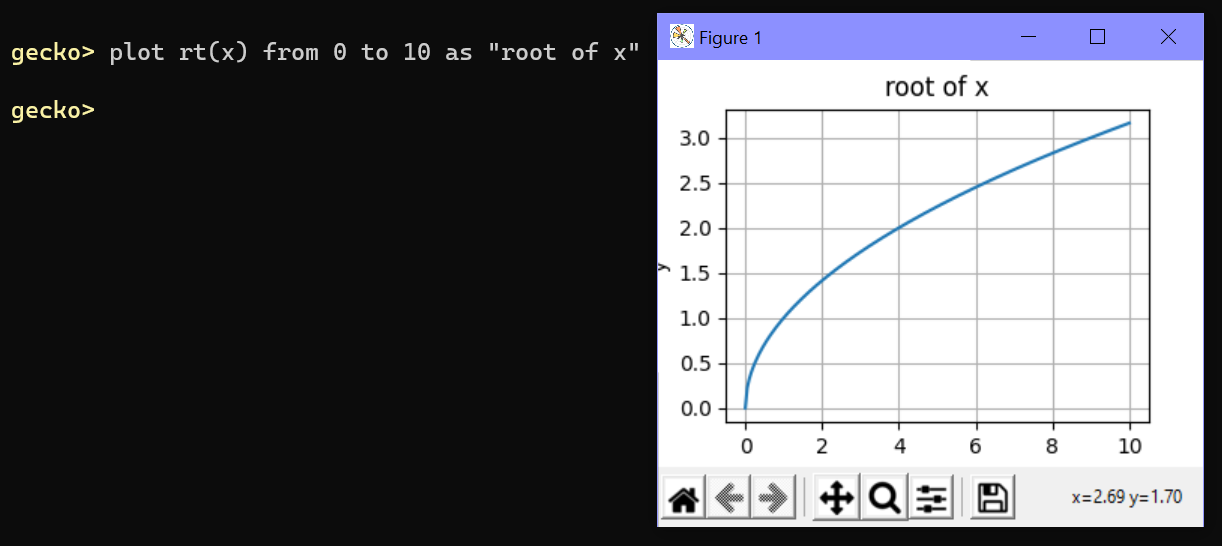 gecko> plot rt(x) from 0 to 10 as "root of x"
gecko>
Figure 1
root of x
3.0
2.5
2.0
1.5
1.0
0.5
0.0
y
0 2 4 6 8 10
x=2.69 y=1.70